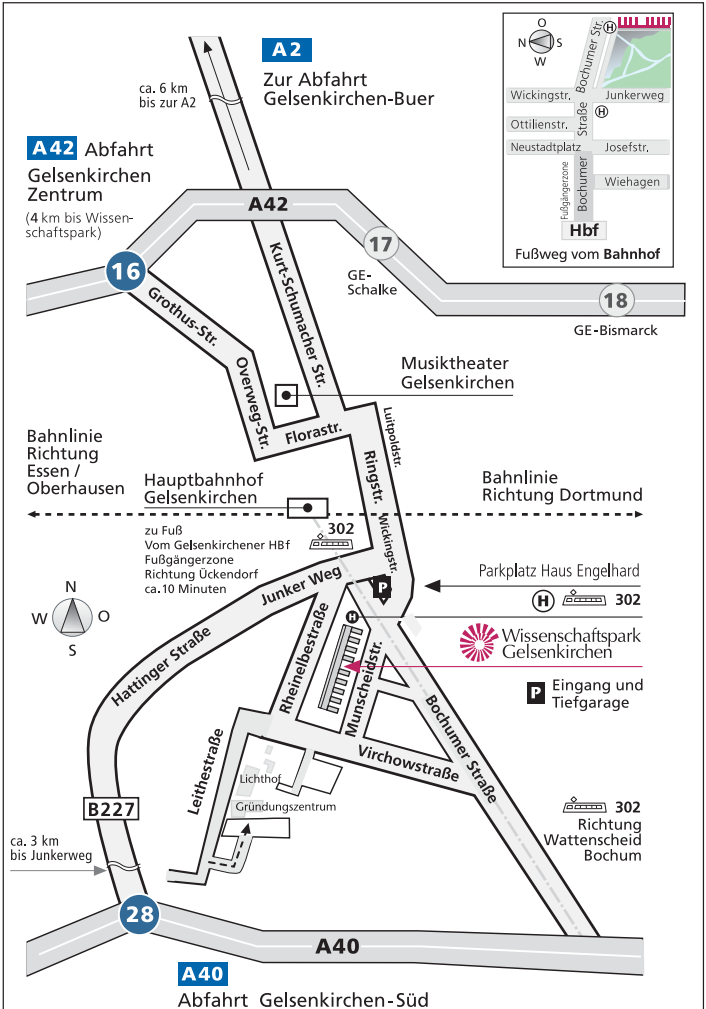 A2
Zur Abfahrt
Gelsenkirchen-Buer
ca. 6 km
bis zur A2
O
N
S
W
H
Bochumer Str.
Wickingstr.
Junkerweg
H
Ottilienstr.
Straße
Neustadtplatz
Josefstr.
Fußgängerzone
Bochumer
Wiehagen
Hbf
Fußweg vom Bahnhof
A42 Abfahrt
Gelsenkirchen
Zentrum
(4 km bis Wissen-
schaftspark)
A42
16
17
GE-
Schalke
18
GE-Bismarck
Grothus-Str.
Kurt-Schumacher Str.
Overweg-Str.
Musiktheater
Gelsenkirchen
Florastr.
Luitpoldstr.
Ringstr.
Bahnlinie
Richtung
Essen /
Oberhausen
Hauptbahnhof
Gelsenkirchen
Bahnlinie
Richtung Dortmund
zu Fuß
Vom Gelsenkirchener HBf
Fußgängerzone
Richtung Ückendorf
ca.10 Minuten
302
Wickingstr.
Junker Weg
P
Parkplatz Haus Engelhard
H 302
N
W
O
S
Hattinger Straße
Rheinelbestraße
H
Munscheidstr.
Wissenschaftspark
Gelsenkirchen
P Eingang und
Tiefgarage
Bochumer Straße
Virchowstraße
Leithestraße
Lichthof
Gründungszentrum
B227
302
Richtung
Wattenscheid
Bochum
ca. 3 km
bis Junkerweg
28
A40
A40
Abfahrt Gelsenkirchen-Süd